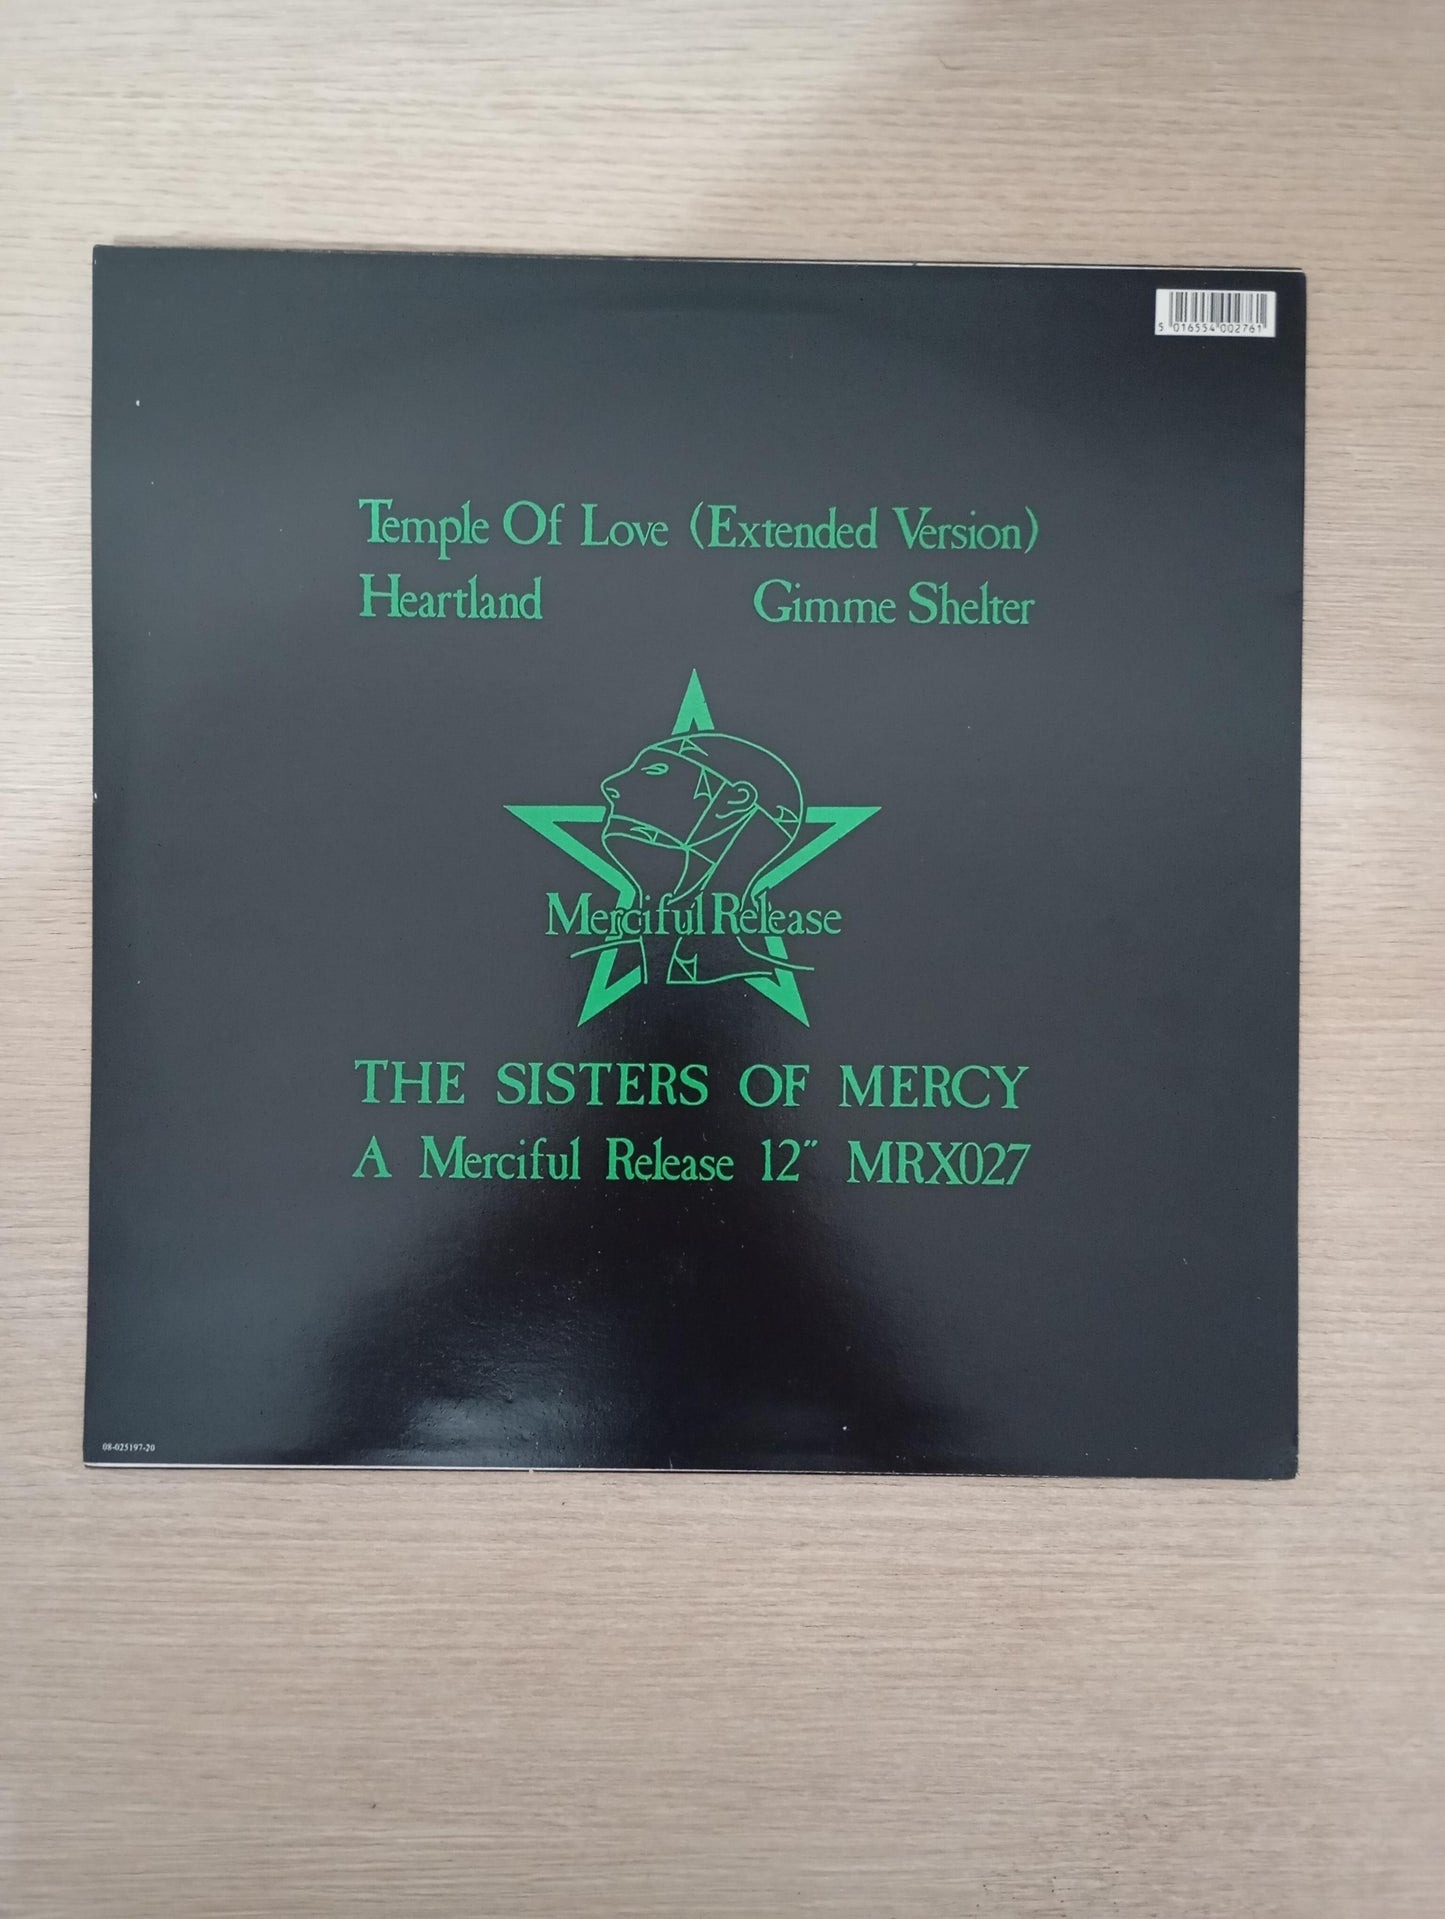 5 016554 002761
Temple Of Love (Extended Version)
Heartland Gimme Shelter
Merciful Release
THE SISTERS OF MERCY
A Merciful Release 12" MRX027
08-025197-20